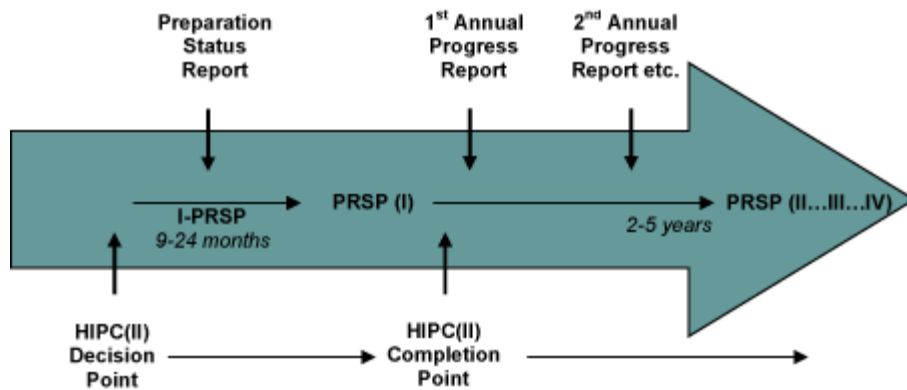 Preparation
Status
Report
1st Annual
Progress
Report
2nd Annual
Progress
Report etc.
I-PRSP
9-24 months
PRSP (I)
2-5 years
PRSP (II...III...IV)
HIPC(II)
Decision
Point
HIPC(II)
Completion
Point